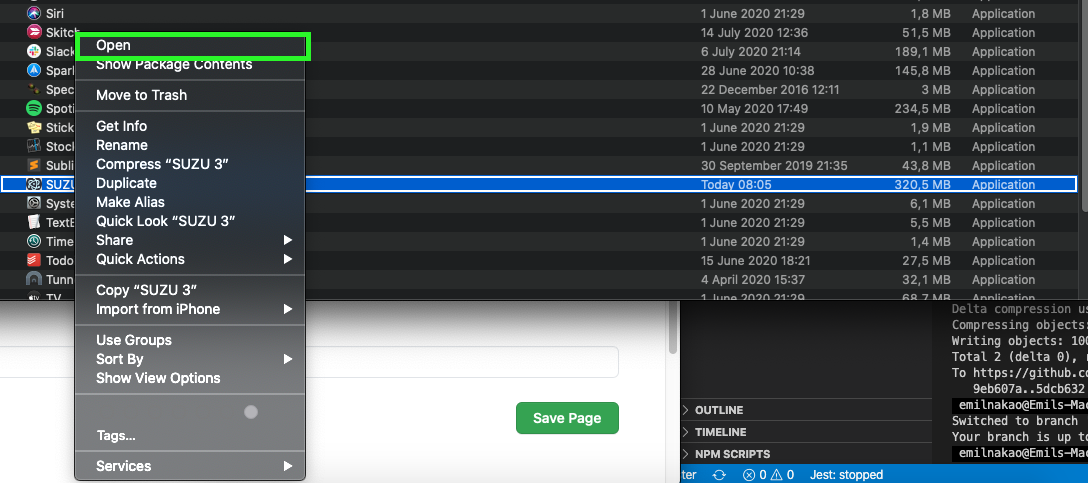 Siri 1 June 2020 21:29 1,8 MB Application
Skitch 14 July 2020 12:36 51,5 MB Application
Slack 6 July 2020 21:14 189,1 MB Application
Spark 28 June 2020 10:38 145,8 MB Application
Spec 22 December 2016 12:11 3 MB Application
Spoti 10 May 2020 17:49 234,5 MB Application
Stick 1 June 2020 21:29 1,9 MB Application
Stock 1 June 2020 21:29 1,1 MB Application
Subli 30 September 2019 21:35 43,8 MB Application
SUZU Today 08:05 320,5 MB Application
Syste 1 June 2020 21:29 6,1 MB Application
TextE 1 June 2020 21:29 5,5 MB Application
Time 1 June 2020 21:29 1,4 MB Application
Todo 15 June 2020 18:21 27,5 MB Application
Tunn 4 April 2020 15:37 32,1 MB Application
TV 1 June 2020 21:29 68,7 MB Application
Open
Show Package Contents
Move to Trash
Get Info
Rename
Compress “SUZU 3”
Duplicate
Make Alias
Quick Look “SUZU 3”
Share
Quick Actions
Copy “SUZU 3”
Import from iPhone
Use Groups
Sort By
Show View Options
Tags...
Services
Save Page
OUTLINE
TIMELINE
NPM SCRIPTS
ter 0 0 Jest: stopped
Delta compression us
Compressing objects:
Writing objects: 100
Total 2 (delta 0), r
To https://github.co
9eb607a..5dcb632
emilnakao@Emils-Mac
Switched to branch
Your branch is up to
emilnakao@Emils-Mac